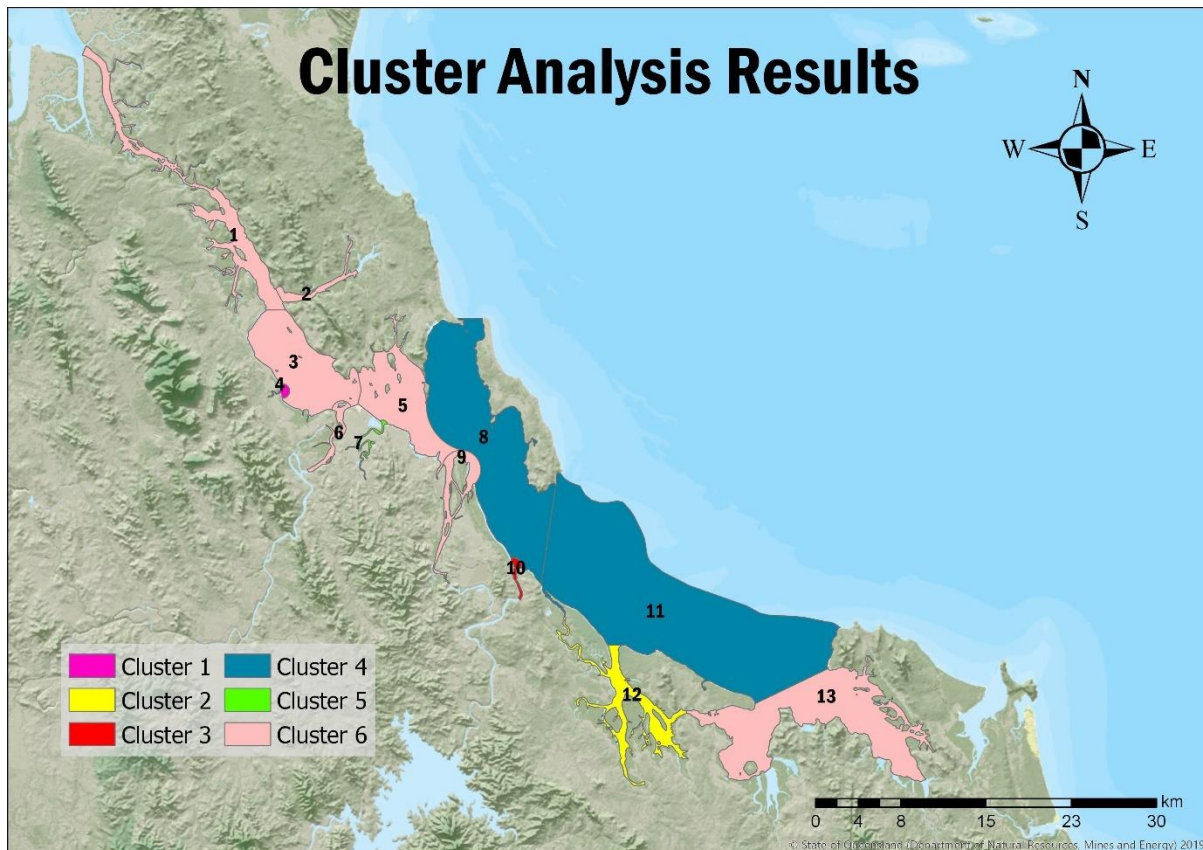 Cluster Analysis Results
N
W E
S
1
2
3
4
5
6
7
8
9
10
11
12
13
Cluster 1 Cluster 4
Cluster 2 Cluster 5
Cluster 3 Cluster 6
km
0 4 8 15 23 30
© State of Queensland (Department of Natural Resources, Mines and Energy) 2019